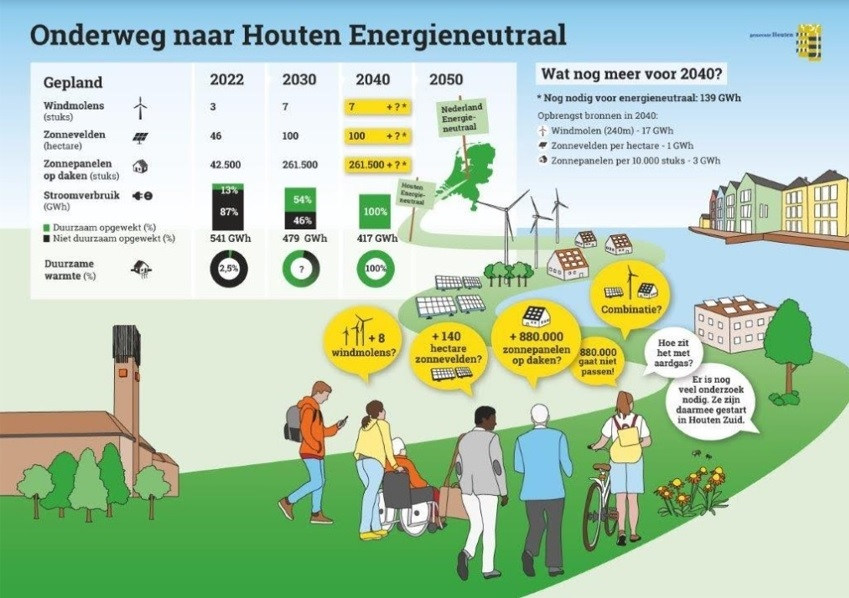 Onderweg naar Houten Energieneutraal
gemeente Houten
Gepland
2022
2030
2040
2050
Windmolens
(stuks)
3
7
7 + ? *
Zonnevelden
(hectare)
46
100
100 + ? *
Zonnepanelen
op daken (stuks)
42.500
261.500
261.500 + ? *
Stroomverbruik
(GWh)
Duurzaam opgewekt (%)
Niet duurzaam opgewekt (%)
13%
87%
541 GWh
54%
46%
479 GWh
100%
417 GWh
Duurzame
warmte (%)
2,5%
?
100%
Nederland
Energie-
neutraal
Houten
Energie-
neutraal
Wat nog meer voor 2040?
* Nog nodig voor energieneutraal: 139 GWh
Opbrengst bronnen in 2040:
Windmolen (240m) - 17 GWh
Zonnevelden per hectare - 1 GWh
Zonnepanelen per 10.000 stuks - 3 GWh
+ 8
windmolens?
+ 140
hectare
zonnevelden?
+ 880.000
zonnepanelen
op daken?
880.000
gaat niet
passen!
Combinatie?
Hoe zit
het met
aardgas?
Er is nog
veel onderzoek
nodig. Ze zijn
daarmee gestart
in Houten Zuid.